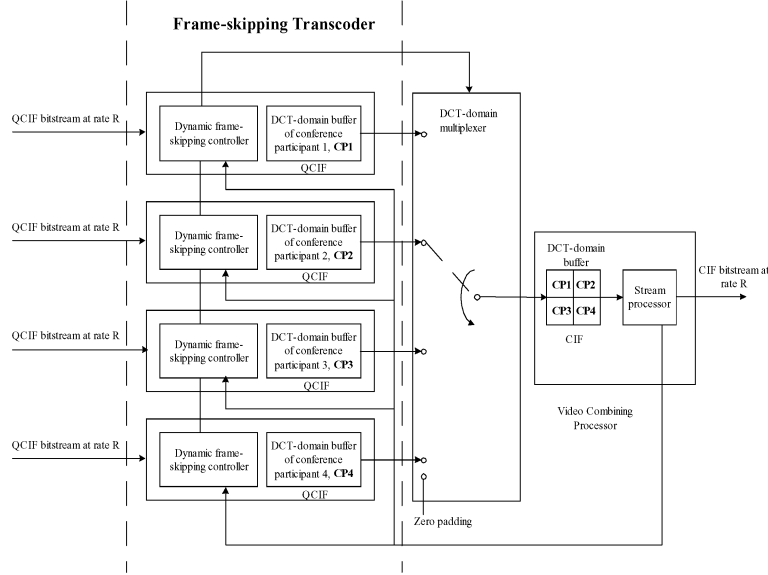 Frame-skipping Transcoder
QCIF bitstream at rate R
Dynamic frame-
skipping controller
DCT-domain buffer
of conference
participant 1, CP1
QCIF
DCT-domain
multiplexer
QCIF bitstream at rate R
Dynamic frame-
skipping controller
DCT-domain buffer
of conference
participant 2, CP2
QCIF
QCIF bitstream at rate R
Dynamic frame-
skipping controller
DCT-domain buffer
of conference
participant 3, CP3
QCIF
QCIF bitstream at rate R
Dynamic frame-
skipping controller
DCT-domain buffer
of conference
participant 4, CP4
QCIF
Zero padding
DCT-domain
buffer
CP1 CP2
CP3 CP4
CIF
Stream
processor
CIF bitstream at
rate R
Video Combining
Processor